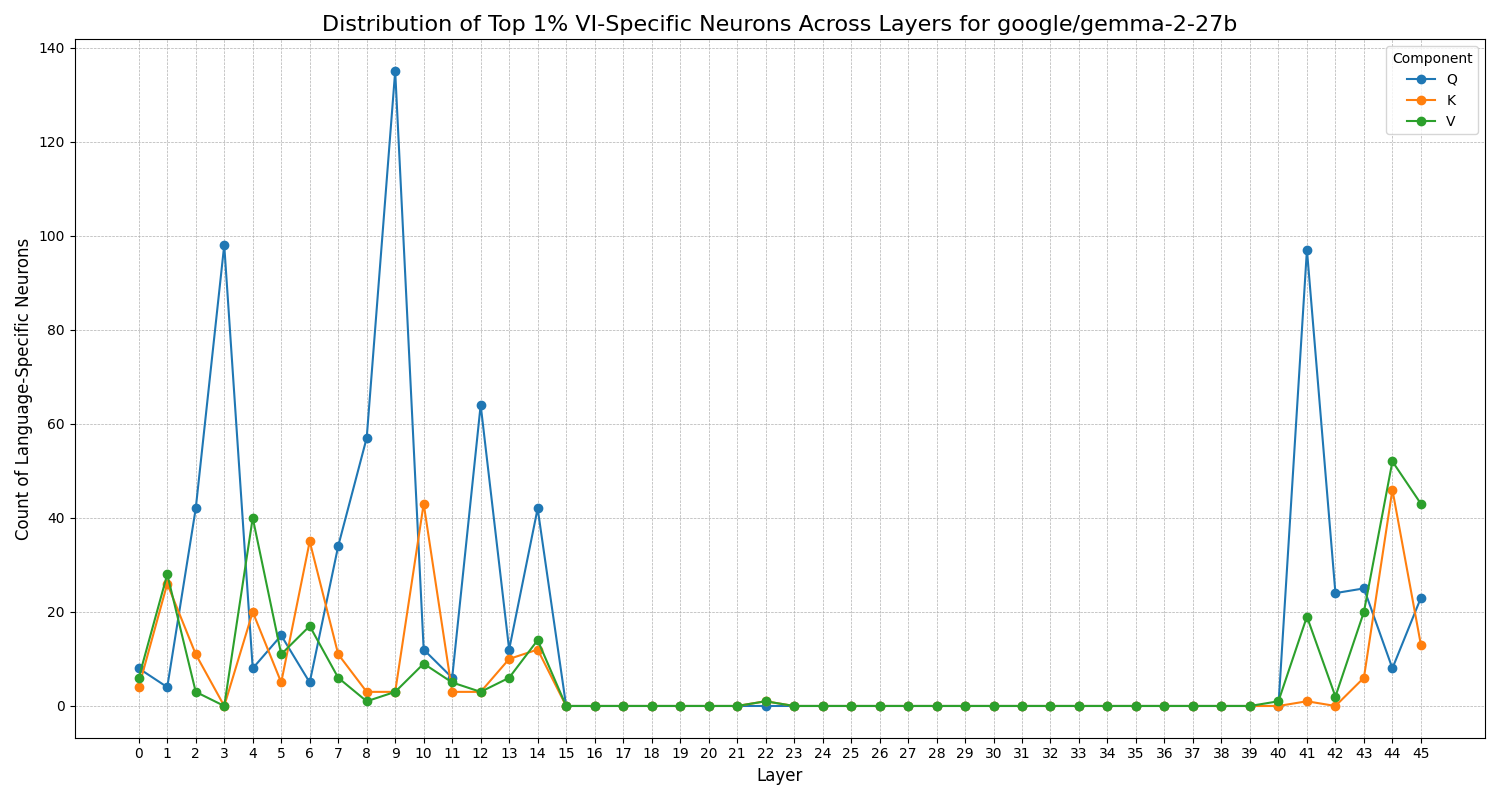 Distribution of Top 1% VI-Specific Neurons Across Layers for google/gemma-2-27b
Count of Language-Specific Neurons
140
120
100
80
60
40
20
0
Component
Q
K
V
0 1 2 3 4 5 6 7 8 9 10 11 12 13 14 15 16 17 18 19 20 21 22 23 24 25 26 27 28 29 30 31 32 33 34 35 36 37 38 39 40 41 42 43 44 45
Layer